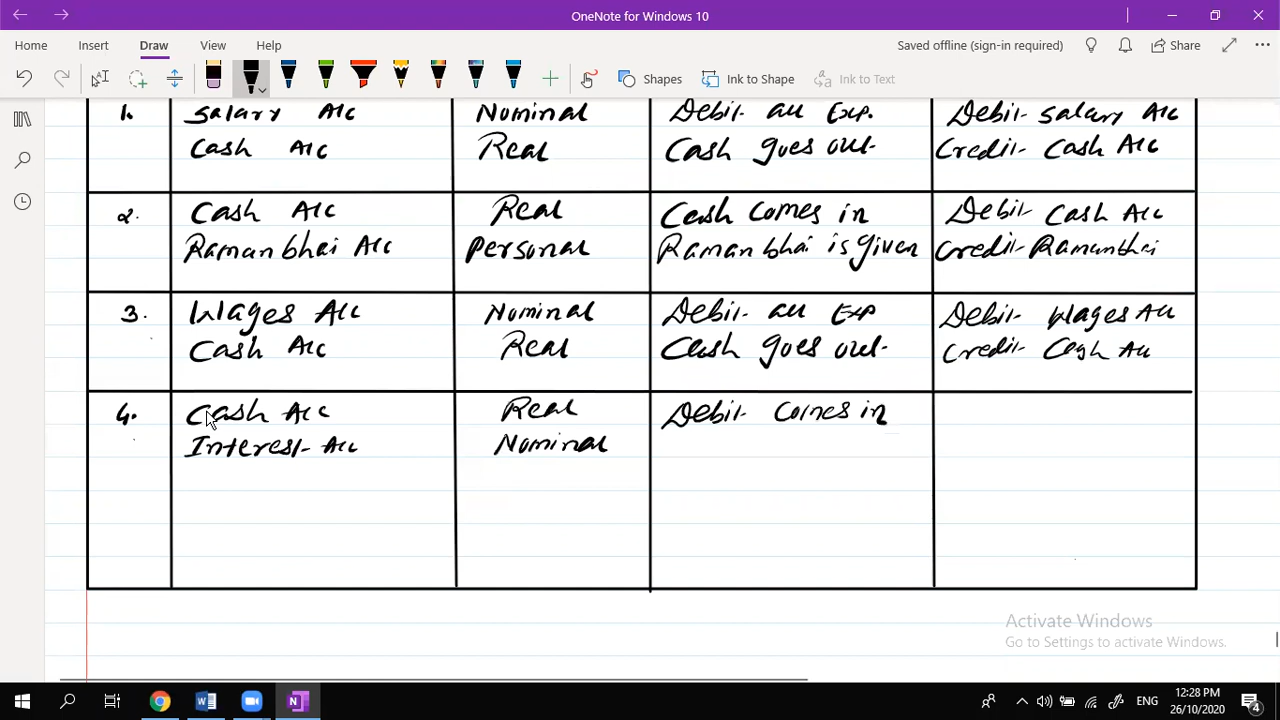 OneNote for Windows 10
Home Insert Draw View Help
Saved offline (sign-in required) Share
Shapes Ink to Shape Ink to Text
1. Salary A/c Nominal Debit all Exp. Debit Salary A/c
Cash A/c Real Cash goes out Credit Cash A/c
2. Cash A/c Real Cash Comes in Debit Cash A/c
Ramanbhai A/c Personal Ramanbhai is given Credit Ramanbhai
3. Wages A/c Nominal Debit all Exp Debit Wages A/c
Cash A/c Real Cash goes out Credit Cash A/c
4. Cash A/c Real Debit Comes in
Interest A/c Nominal
Activate Windows
Go to Settings to activate Windows.
ENG
12:28 PM
26/10/2020
4